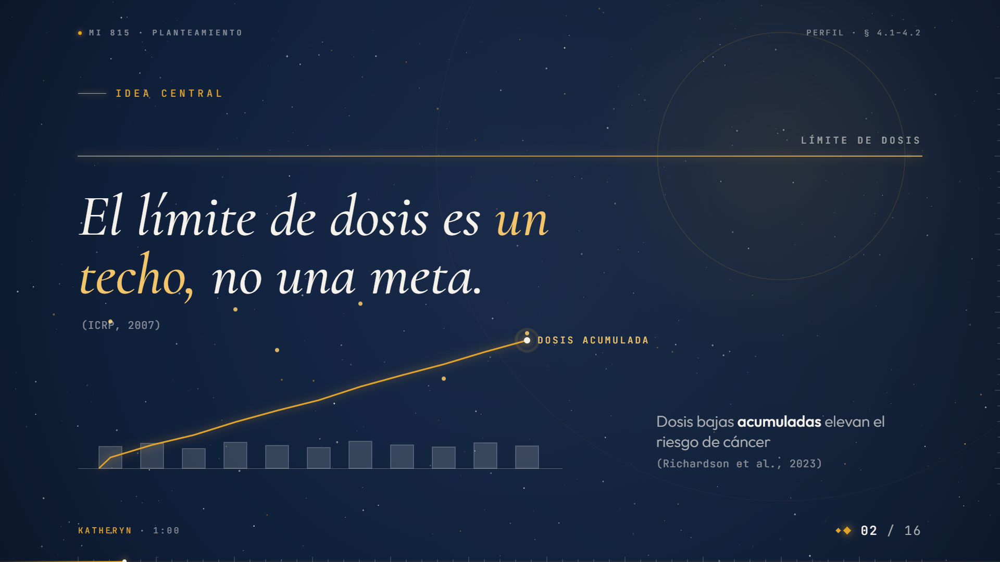 MI 815 · PLANTEAMIENTO
PERFIL · § 4.1–4.2
IDEA CENTRAL
LÍMITE DE DOSIS
El límite de dosis es un
techo, no una meta.
(ICRP, 2007)
DOSIS ACUMULADA
Dosis bajas acumuladas elevan el
riesgo de cáncer
(Richardson et al., 2023)
KATHERYN · 1:00
02 / 16